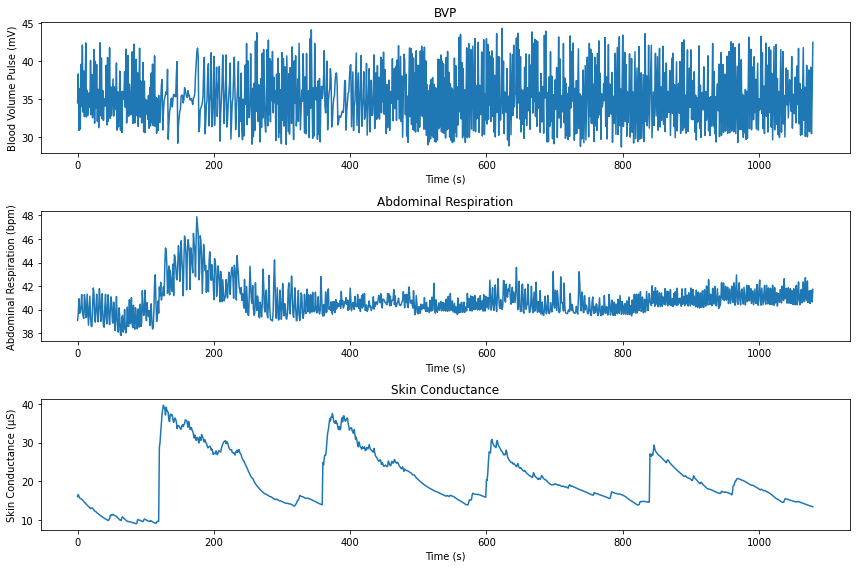 BVP
Blood Volume Pulse (mV)
45
40
35
30
0 200 400 600 800 1000
Time (s)
Abdominal Respiration
Abdominal Respiration (bpm)
48
46
44
42
40
38
0 200 400 600 800 1000
Time (s)
Skin Conductance
Skin Conductance (μS)
40
30
20
10
0 200 400 600 800 1000
Time (s)